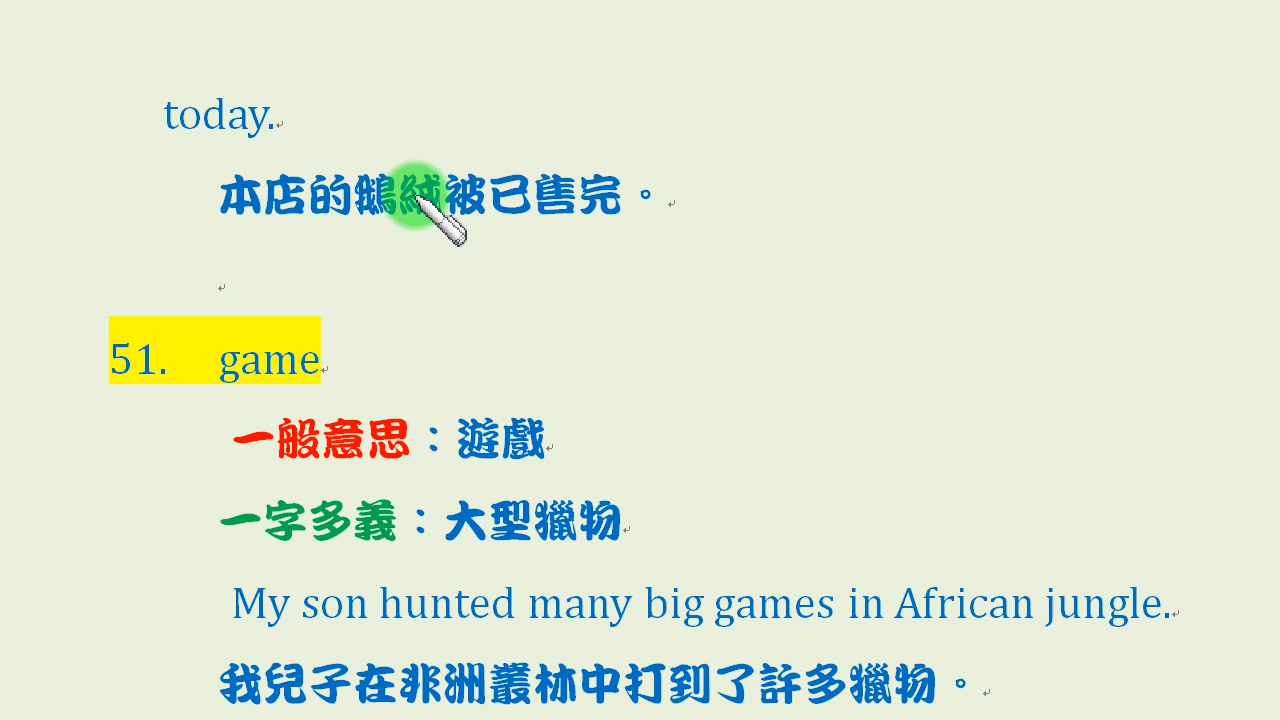 today.
本店的鵝絨被已售完。
51. game
一般意思：遊戲
一字多義：大型獵物
My son hunted many big games in African jungle.
我兒子在非洲叢林中打到了許多獵物。